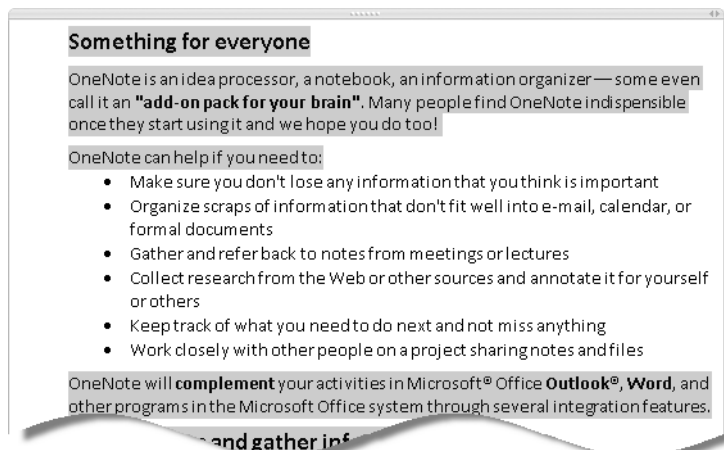 Something for everyone
OneNote is an idea processor, a notebook, an information organizer — some even
call it an "add-on pack for your brain". Many people find OneNote indispensible
once they start using it and we hope you do too!
OneNote can help if you need to:
• Make sure you don't lose any information that you think is important
• Organize scraps of information that don't fit well into e-mail, calendar, or
formal documents
• Gather and refer back to notes from meetings or lectures
• Collect research from the Web or other sources and annotate it for yourself
or others
• Keep track of what you need to do next and not miss anything
• Work closely with other people on a project sharing notes and files
OneNote will complement your activities in Microsoft® Office Outlook®, Word, and
other programs in the Microsoft Office system through several integration features.
and gather